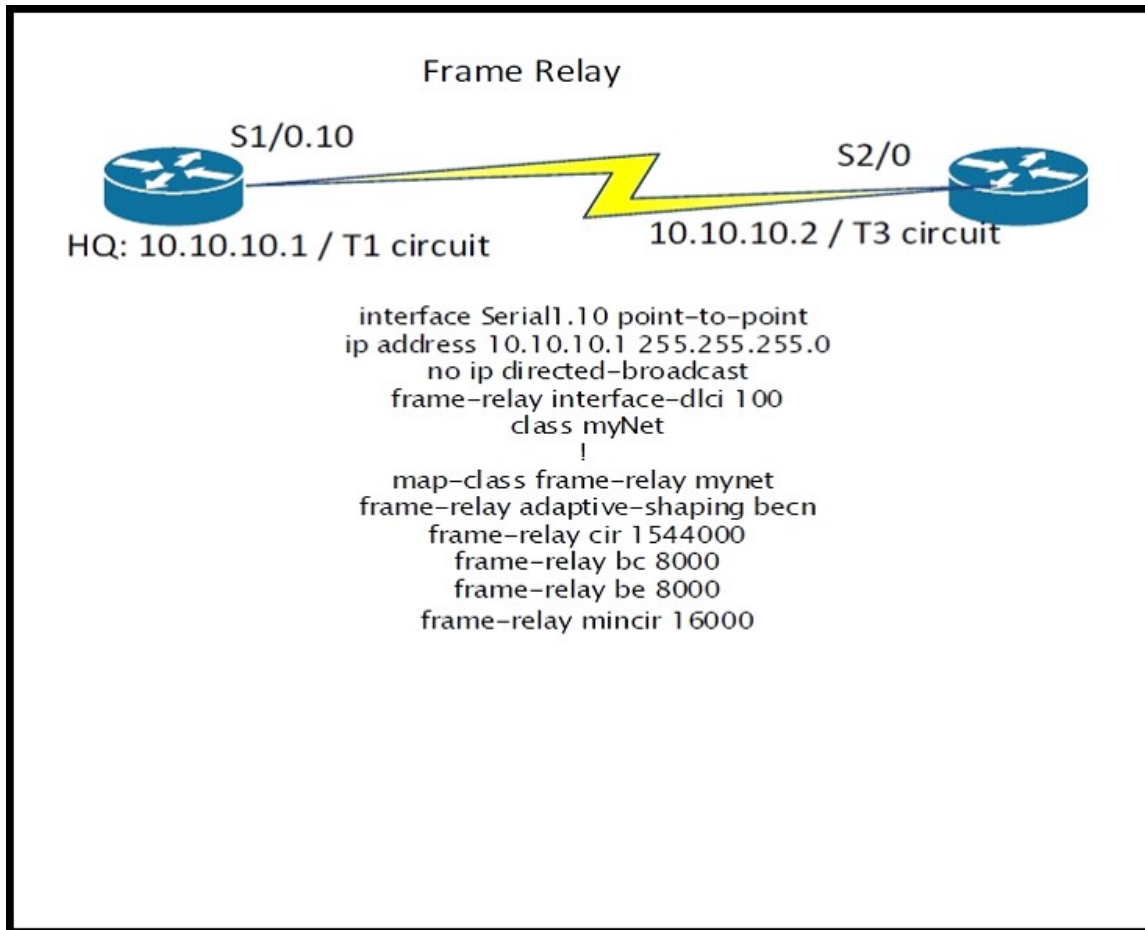 Frame Relay
S1/0.10
S2/0
HQ: 10.10.10.1 / T1 circuit
10.10.10.2 / T3 circuit
interface Serial1.10 point-to-point
ip address 10.10.10.1 255.255.255.0
no ip directed-broadcast
frame-relay interface-dlci 100
class myNet
!
map-class frame-relay mynet
frame-relay adaptive-shaping becn
frame-relay cir 1544000
frame-relay bc 8000
frame-relay be 8000
frame-relay mincir 16000